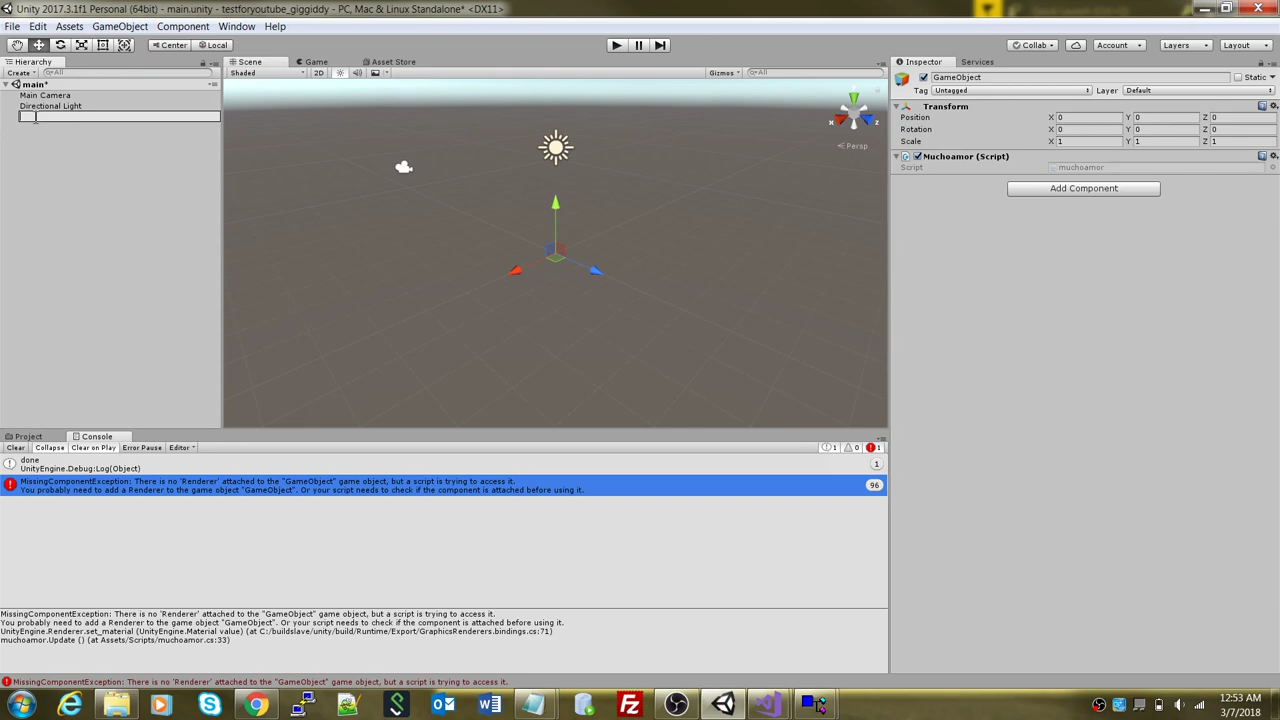 Unity 2017.3.1f1 Personal (64bit) - main.unity - testforyoutube_giggiddy - PC, Mac & Linux Standalone* <DX11>
File Edit Assets GameObject Component Window Help
Center Local Collab Account Layers Layout
Hierarchy Scene Game Asset Store Inspector Services
Create All Shaded 2D Gizmos All
main*
Main Camera
Directional Light
x z
Persp
GameObject Static
Tag Untagged Layer Default
Transform
Position X 0 Y 0 Z 0
Rotation X 0 Y 0 Z 0
Scale X 1 Y 1 Z 1
Muchoamor (Script)
Script muchoamor
Add Component
Project Console
Clear Collapse Clear on Play Error Pause Editor 1 0 1
done
UnityEngine.Debug:Log(Object) 1
MissingComponentException: There is no 'Renderer' attached to the "GameObject" game object, but a script is trying to access it.
You probably need to add a Renderer to the game object "GameObject". Or your script needs to check if the component is attached before using it. 96
MissingComponentException: There is no 'Renderer' attached to the "GameObject" game object, but a script is trying to access it.
You probably need to add a Renderer to the game object "GameObject". Or your script needs to check if the component is attached before using it.
UnityEngine.Renderer.set_material (UnityEngine.Material value) (at C:/buildslave/unity/build/Runtime/Export/GraphicsRenderers.bindings.cs:71)
muchoamor.Update () (at Assets/Scripts/muchoamor.cs:33)
MissingComponentException: There is no 'Renderer' attached to the "GameObject" game object, but a script is trying to access it.
12:53 AM
3/7/2018